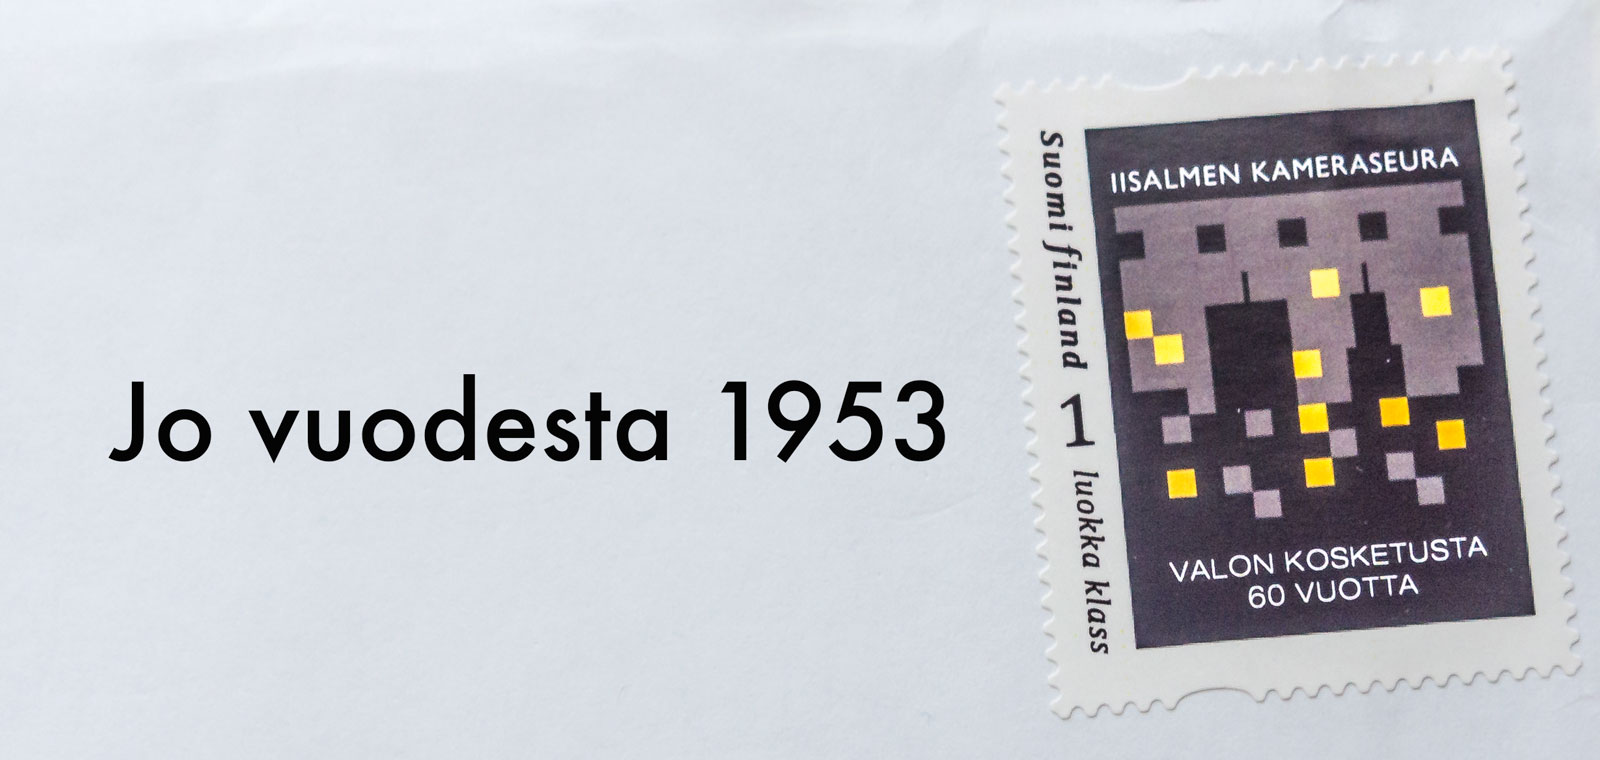 Jo vuodesta 1953
Suomi finland 1 luokka klass
IISALMEN KAMERASEURA
VALON KOSKETUSTA
60 VUOTTA